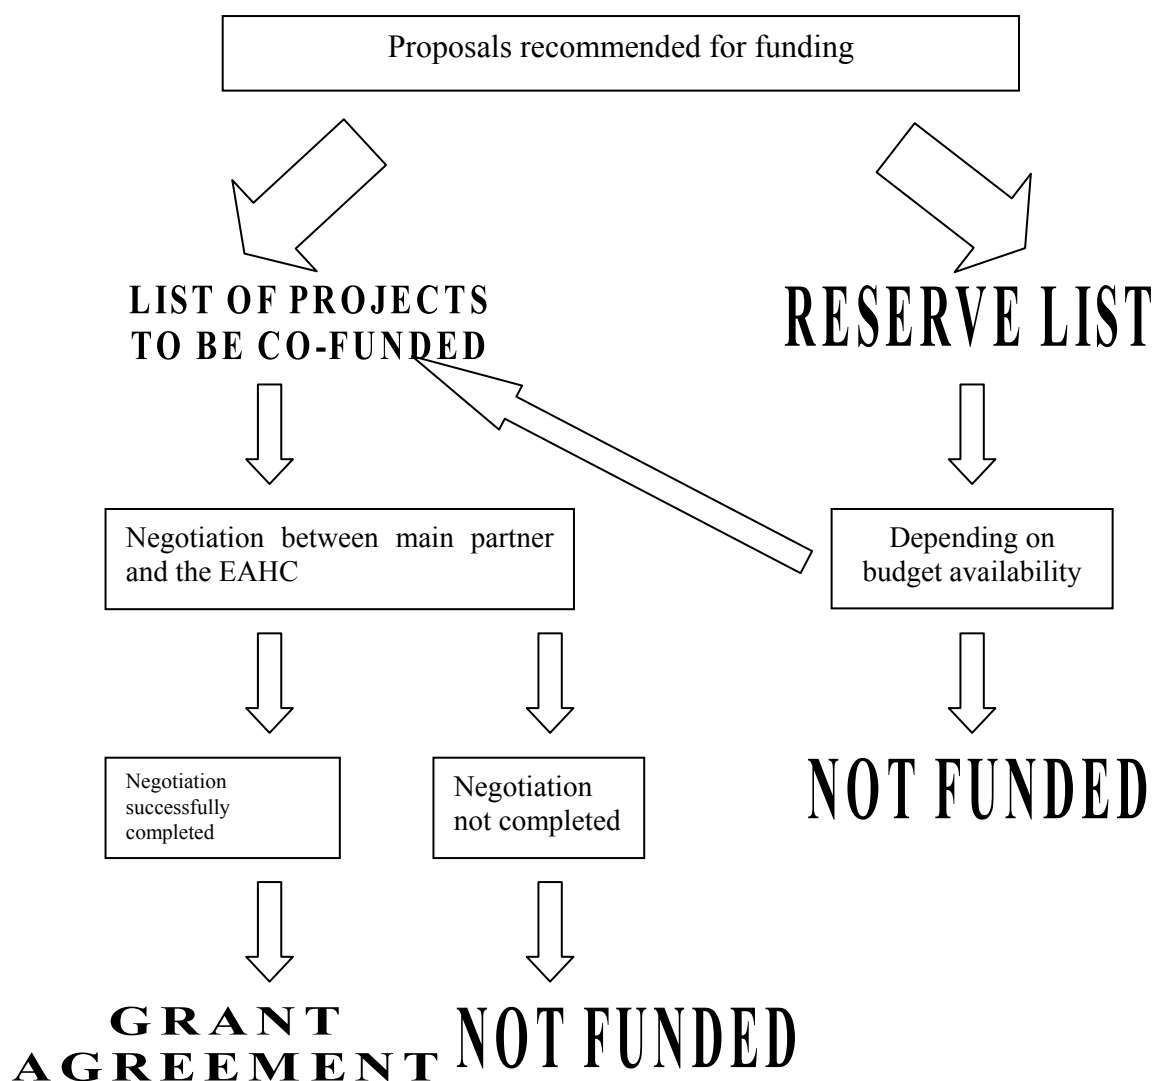 Proposals recommended for funding
LIST OF PROJECTS
TO BE CO-FUNDED
RESERVE LIST
Negotiation between main partner
and the EAHC
Depending on
budget availability
Negotiation
successfully
completed
Negotiation
not completed
NOT FUNDED
GRANT
AGREEMENT
NOT FUNDED